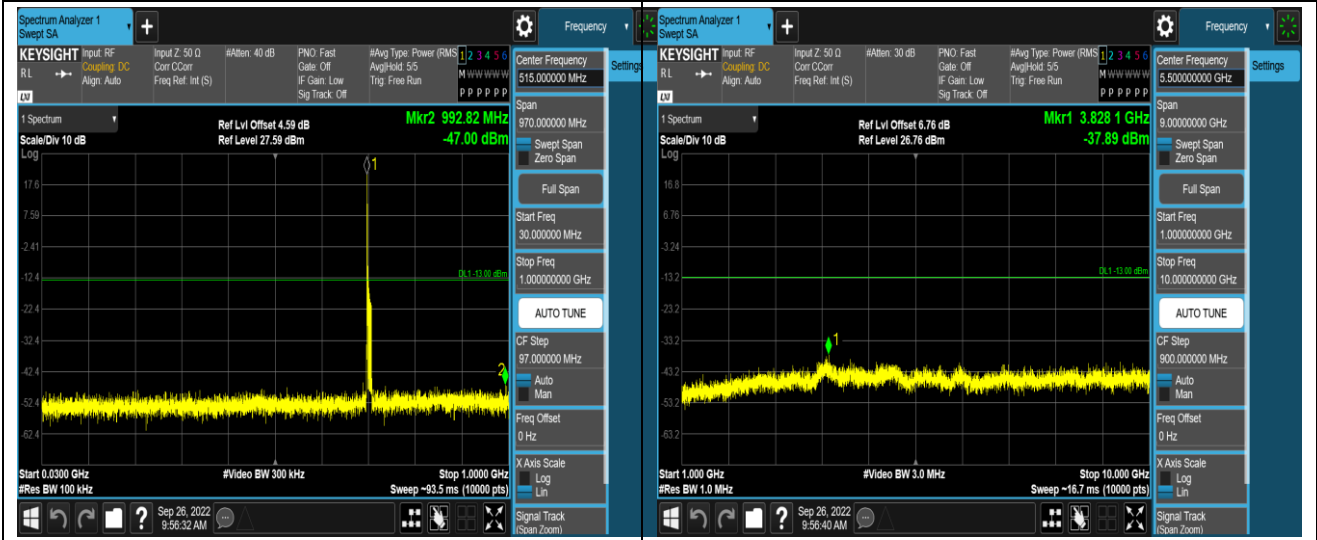 Spectrum Analyzer 1
Swept SA
+
Frequency
KEYSIGHT Input: RF Input Z: 50 Ω #Atten: 40 dB PNO: Fast #Avg Type: Power (RMS 1 2 3 4 5 6
RL Coupling: DC Corr CCorr Gate: Off Avg|Hold: 5/5 M W W W W W
Align: Auto Freq Ref: Int (S) IF Gain: Low Trig: Free Run
Sig Track: Off P P P P P P
LXI
1 Spectrum
Scale/Div 10 dB
Log
Ref Lvl Offset 4.59 dB
Ref Level 27.59 dBm
Mkr2 992.82 MHz
-47.00 dBm
1
17.6
7.59
-2.41
-12.4
DL1 -13.00 dBm
-22.4
-32.4
-42.4
2
-52.4
-62.4
Start 0.0300 GHz #Video BW 300 kHz Stop 1.0000 GHz
#Res BW 100 kHz Sweep ~93.5 ms (10000 pts)
Sep 26, 2022
9:56:32 AM
Center Frequency
515.000000 MHz
Settings
Span
970.000000 MHz
Swept Span
Zero Span
Full Span
Start Freq
30.000000 MHz
Stop Freq
1.000000000 GHz
AUTO TUNE
CF Step
97.000000 MHz
Auto
Man
Freq Offset
0 Hz
X Axis Scale
Log
Lin
Signal Track
(Span Zoom)
Spectrum Analyzer 1
Swept SA
+
Frequency
KEYSIGHT Input: RF Input Z: 50 Ω #Atten: 30 dB PNO: Fast #Avg Type: Power (RMS 1 2 3 4 5 6
RL Coupling: DC Corr CCorr Gate: Off Avg|Hold: 5/5 M W W W W W
Align: Auto Freq Ref: Int (S) IF Gain: Low Trig: Free Run
Sig Track: Off P P P P P P
LXI
1 Spectrum
Scale/Div 10 dB
Log
Ref Lvl Offset 6.76 dB
Ref Level 26.76 dBm
Mkr1 3.828 1 GHz
-37.89 dBm
16.8
6.76
-3.24
DL1 -13.00 dBm
-13.2
-23.2
-33.2
1
-43.2
-53.2
-63.2
Start 1.000 GHz #Video BW 3.0 MHz Stop 10.000 GHz
#Res BW 1.0 MHz Sweep ~16.7 ms (10000 pts)
Sep 26, 2022
9:56:40 AM
Center Frequency
5.500000000 GHz
Settings
Span
9.00000000 GHz
Swept Span
Zero Span
Full Span
Start Freq
1.000000000 GHz
Stop Freq
10.000000000 GHz
AUTO TUNE
CF Step
900.000000 MHz
Auto
Man
Freq Offset
0 Hz
X Axis Scale
Log
Lin
Signal Track
(Span Zoom)